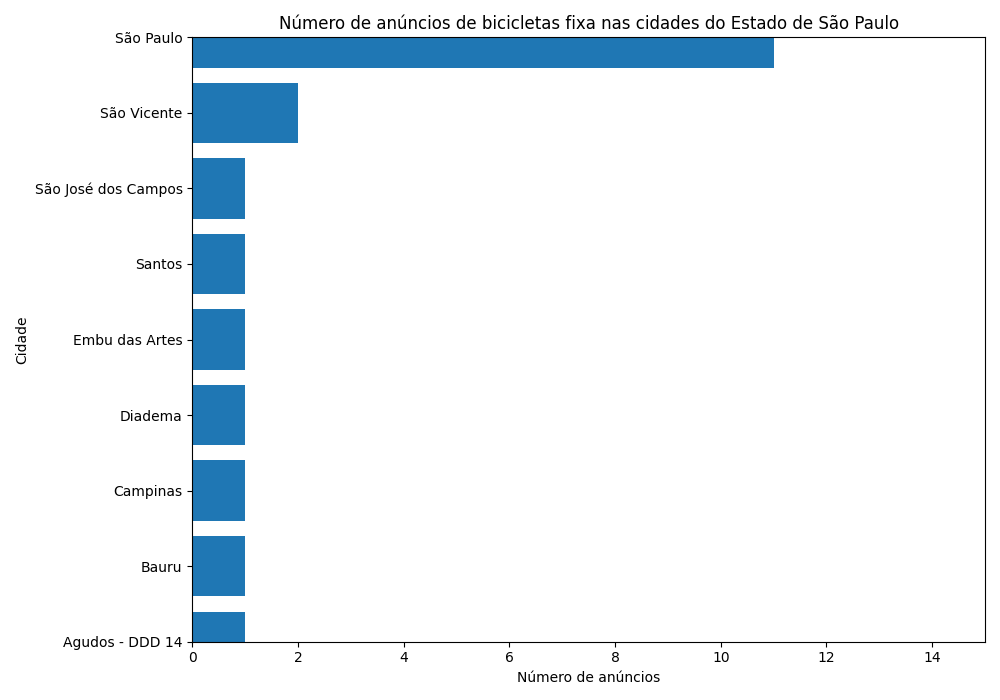 Número de anúncios de bicicletas fixa nas cidades do Estado de São Paulo
São Paulo
São Vicente
São José dos Campos
Santos
Embu das Artes
Diadema
Campinas
Bauru
Agudos - DDD 14
Cidade
0 2 4 6 8 10 12 14
Número de anúncios